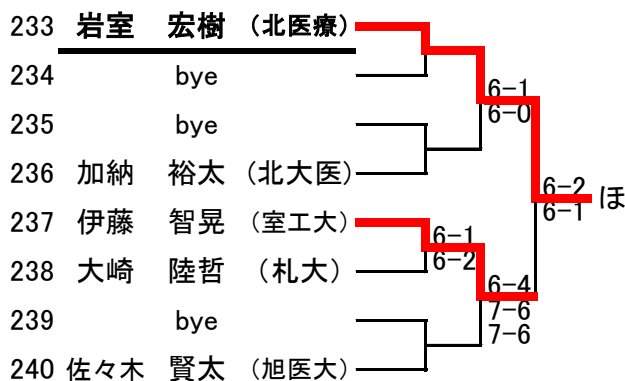 233 岩室 宏樹 (北医療)
234 bye
6-1
6-0
235 bye
236 加納 裕太 (北大医)
6-2
6-1
ほ
237 伊藤 智晃 (室工大)
6-1
6-2
238 大崎 陸哲 (札大)
6-4
7-6
7-6
239 bye
240 佐々木 賢太 (旭医大)